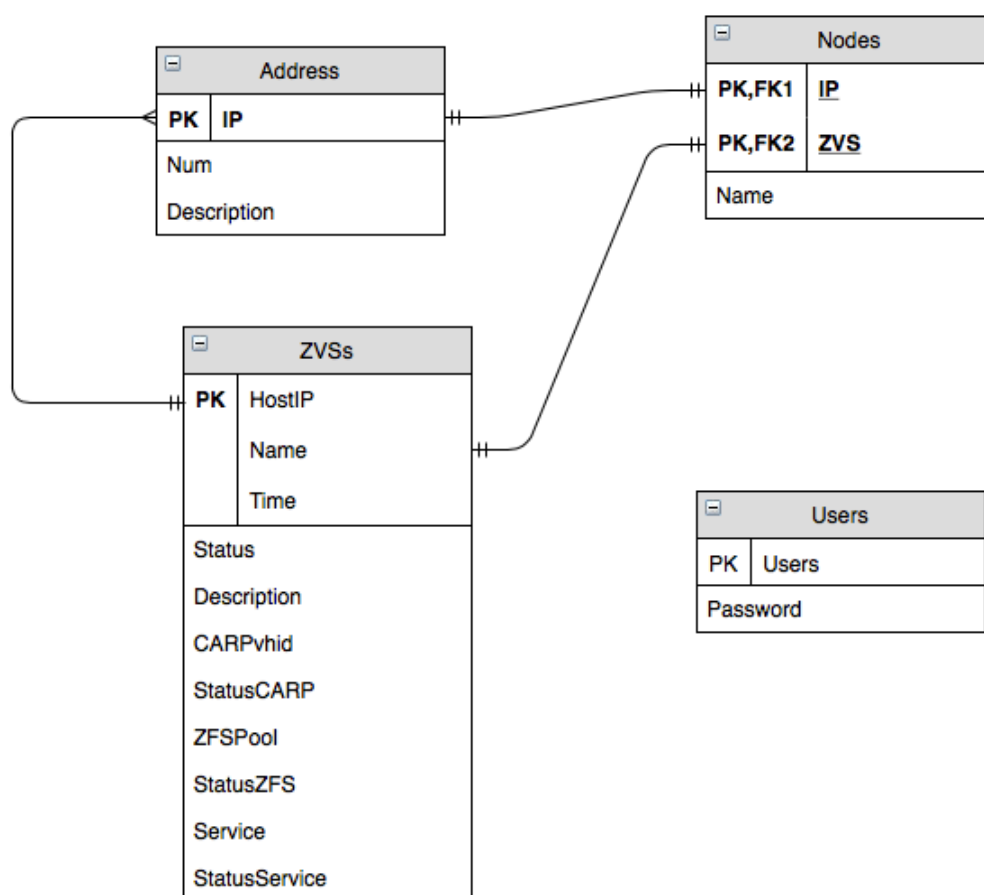 Address
PK IP
Num
Description
Nodes
PK,FK1 IP
PK,FK2 ZVS
Name
ZVSs
PK HostIP
Name
Time
Status
Description
CARPvhid
StatusCARP
ZFSPool
StatusZFS
Service
StatusService
Users
PK Users
Password